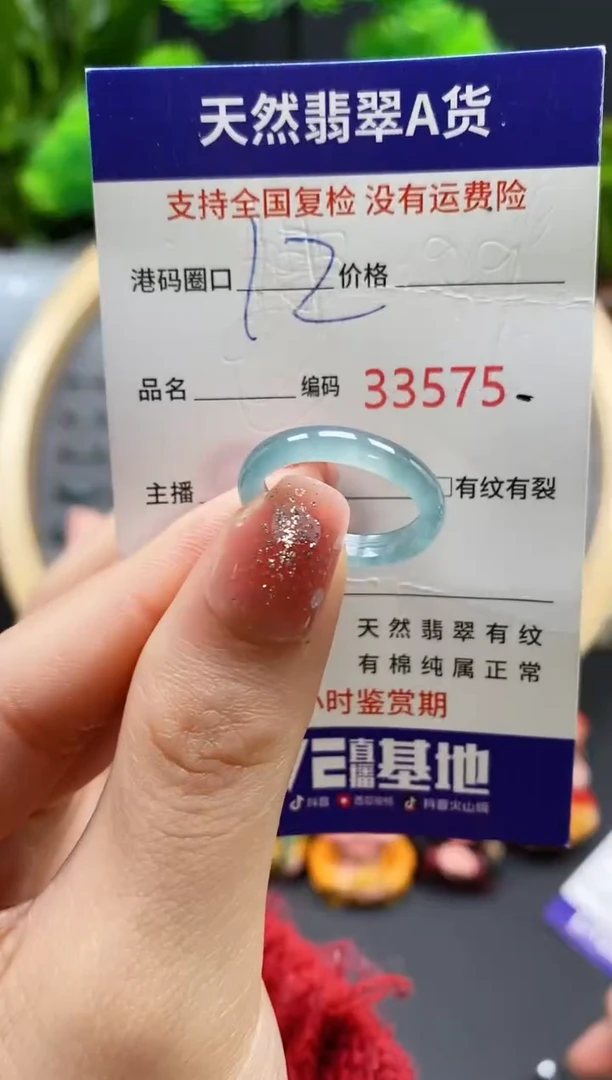 天然翡翠A货
支持全国复检 没有运费险
港码圈口 12 价格
品名 编码 33575
主播 有纹有裂
天然翡翠有纹
有棉纯属正常
小时鉴赏期
直播基地
抖音 抖音火山版